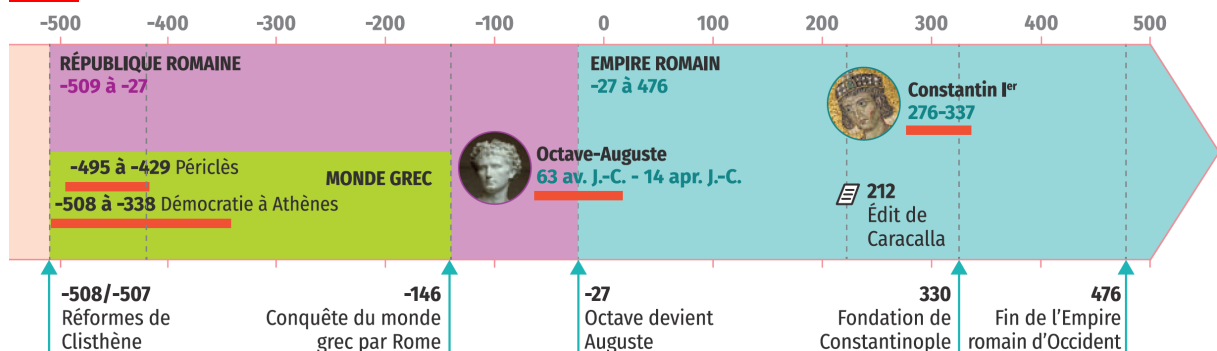 -500 -400 -300 -200 -100 0 100 200 300 400 500
RÉPUBLIQUE ROMAINE
-509 à -27
EMPIRE ROMAIN
-27 à 476
Constantin Iᵉʳ
276-337
-495 à -429 Périclès
MONDE GREC
-508 à -338 Démocratie à Athènes
Octave-Auguste
63 av. J.-C. - 14 apr. J.-C.
212
Édit de
Caracalla
-508/-507
Réformes de
Clisthène
-146
Conquête du monde
grec par Rome
-27
Octave devient
Auguste
330
Fondation de
Constantinople
476
Fin de l'Empire
romain d'Occident